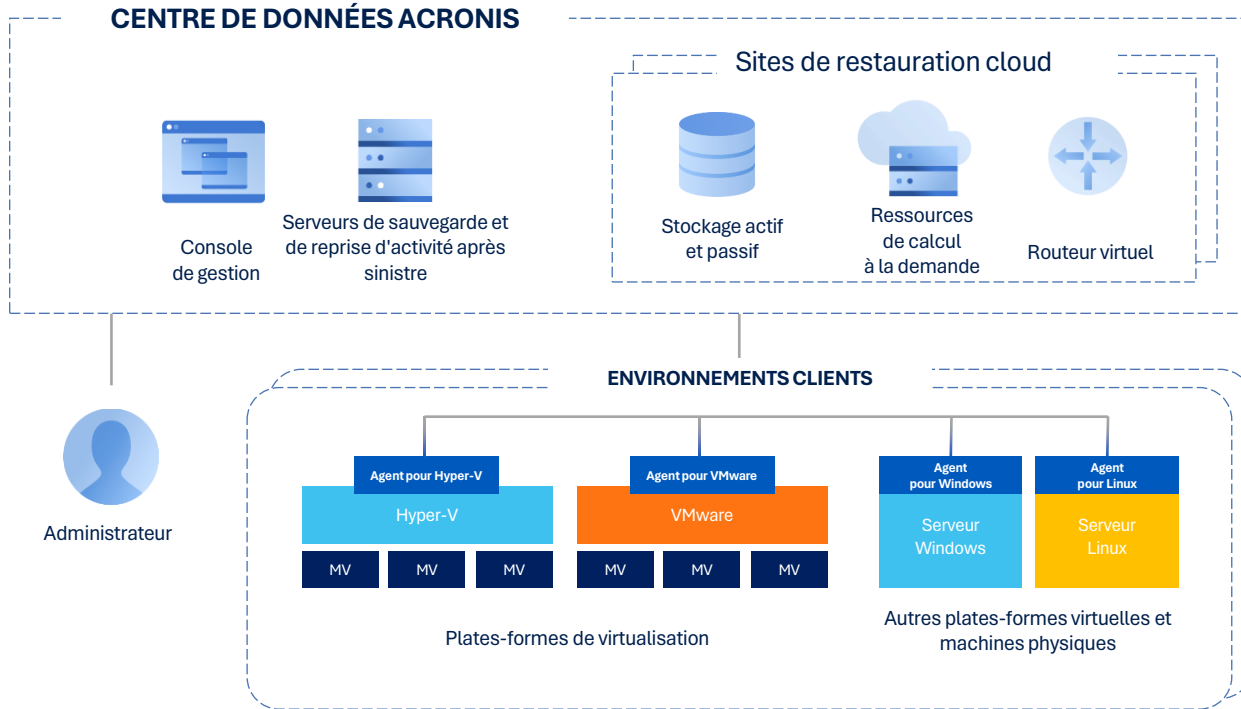 CENTRE DE DONNÉES ACRONIS
Sites de restauration cloud
Console
de gestion
Serveurs de sauvegarde et
de reprise d'activité après
sinistre
Stockage actif
et passif
Ressources
de calcul
à la demande
Routeur virtuel
Administrateur
ENVIRONNEMENTS CLIENTS
Agent pour Hyper-V
Hyper-V
MV
MV
MV
Agent pour VMware
VMware
MV
MV
MV
Plates-formes de virtualisation
Agent
pour Windows
Serveur
Windows
Agent
pour Linux
Serveur
Linux
Autres plates-formes virtuelles et
machines physiques